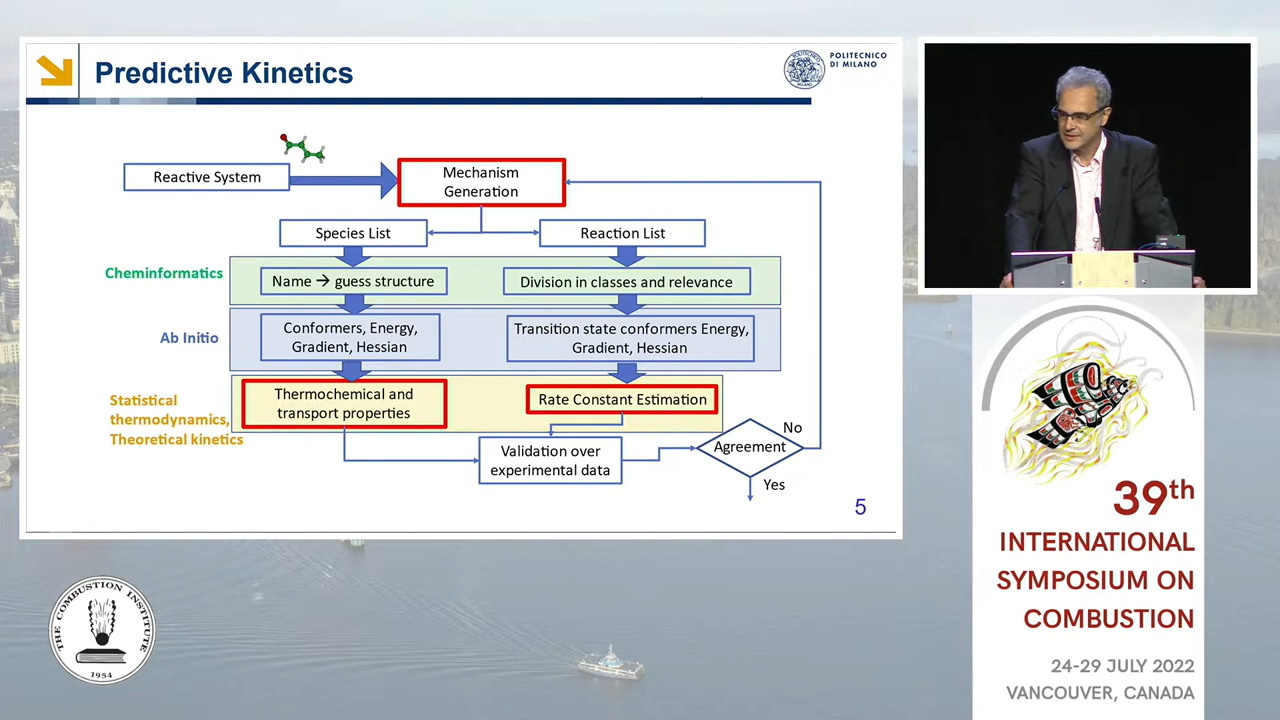 Predictive Kinetics
POLITECNICO
DI MILANO
Reactive System
Mechanism
Generation
Species List
Reaction List
Cheminformatics
Name → guess structure
Division in classes and relevance
Ab Initio
Conformers, Energy,
Gradient, Hessian
Transition state conformers Energy,
Gradient, Hessian
Statistical
thermodynamics,
Theoretical kinetics
Thermochemical and
transport properties
Rate Constant Estimation
Validation over
experimental data
Agreement
No
Yes
5
THE COMBUSTION INSTITUTE
1954
39th
INTERNATIONAL
SYMPOSIUM ON
COMBUSTION
24-29 JULY 2022
VANCOUVER, CANADA